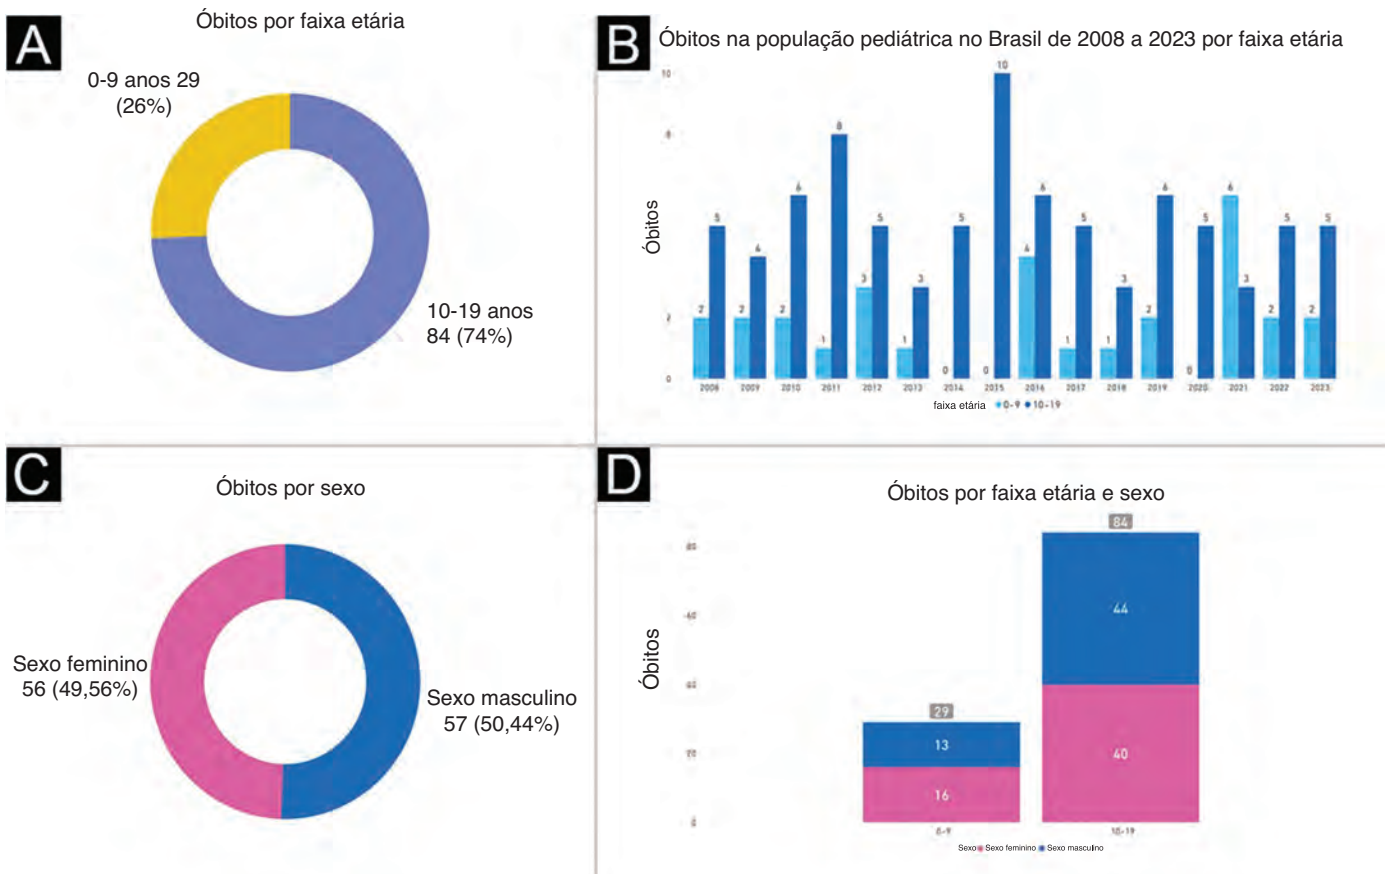 A
Óbitos por faixa etária
0-9 anos 29
(26%)
10-19 anos
84 (74%)
B
Óbitos na população pediátrica no Brasil de 2008 a 2023 por faixa etária
Óbitos
10
8
2
0
2 5 2 4 2 6 1 8 3 5 1 3 0 5 0 10 4 6 1 5 1 3 2 6 0 5 6 3 2 5 2 5
2008 2009 2010 2011 2012 2013 2014 2015 2016 2017 2018 2019 2020 2021 2022 2023
faixa etária 0-9 10-19
C
Óbitos por sexo
Sexo feminino
56 (49,56%)
Sexo masculino
57 (50,44%)
D
Óbitos por faixa etária e sexo
Óbitos
80
60
20
0
84
44
40
29
13
16
0-9 10-19
Sexo Sexo feminino Sexo masculino